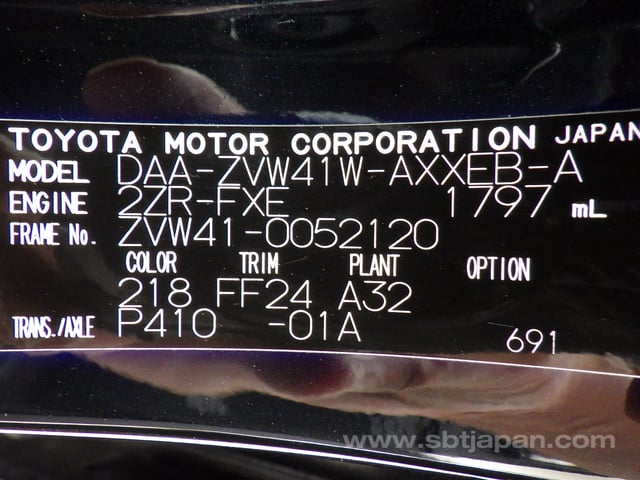 TOYOTA MOTOR CORPORATION JAPAN
MODEL DAA-ZVW41W-AXXEB-A
ENGINE 2ZR-FXE 1797 mL
FRAME No. ZVW41-0052120
COLOR TRIM PLANT OPTION
218 FF24 A32
TRANS./AXLE P410 -01A
691
www.sbtjapan.com